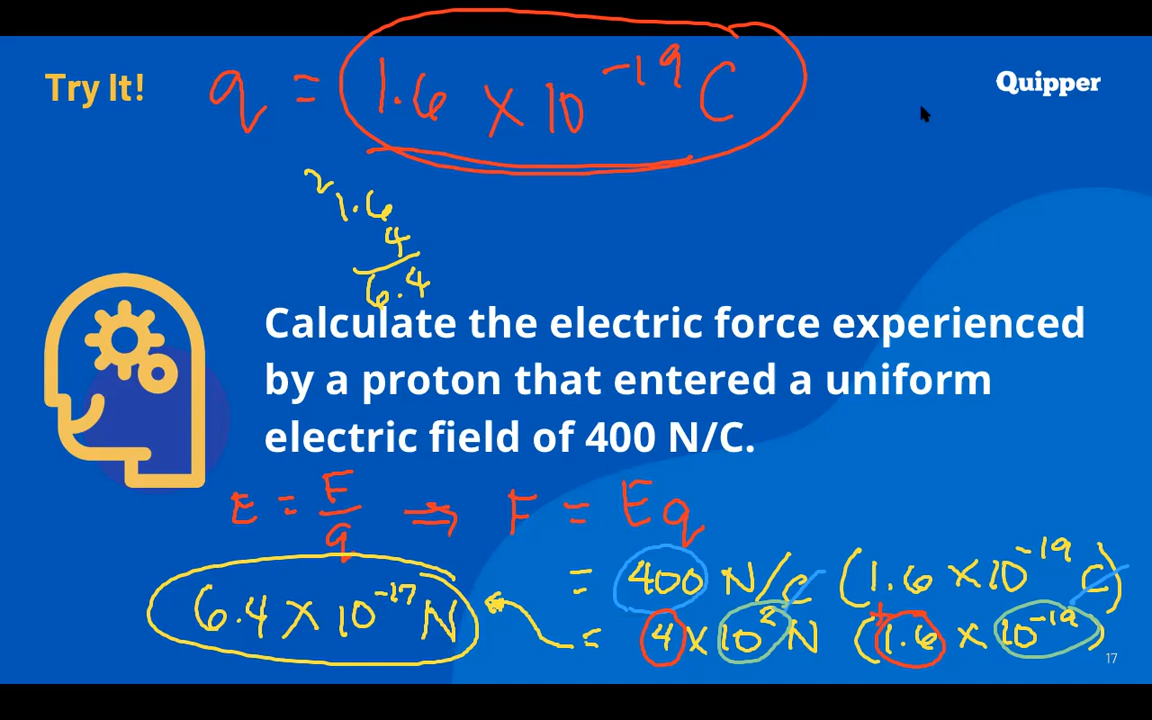 Try It!
q = 1.6 × 10⁻¹⁹ C
Quipper
2
1.6
4
6.4
Calculate the electric force experienced
by a proton that entered a uniform
electric field of 400 N/C.
E = F/q ⇒ F = Eq
= 400 N/C (1.6 × 10⁻¹⁹ C)
6.4 × 10⁻¹⁷ N
= 4 × 10² N (1.6 × 10⁻¹⁹)
17